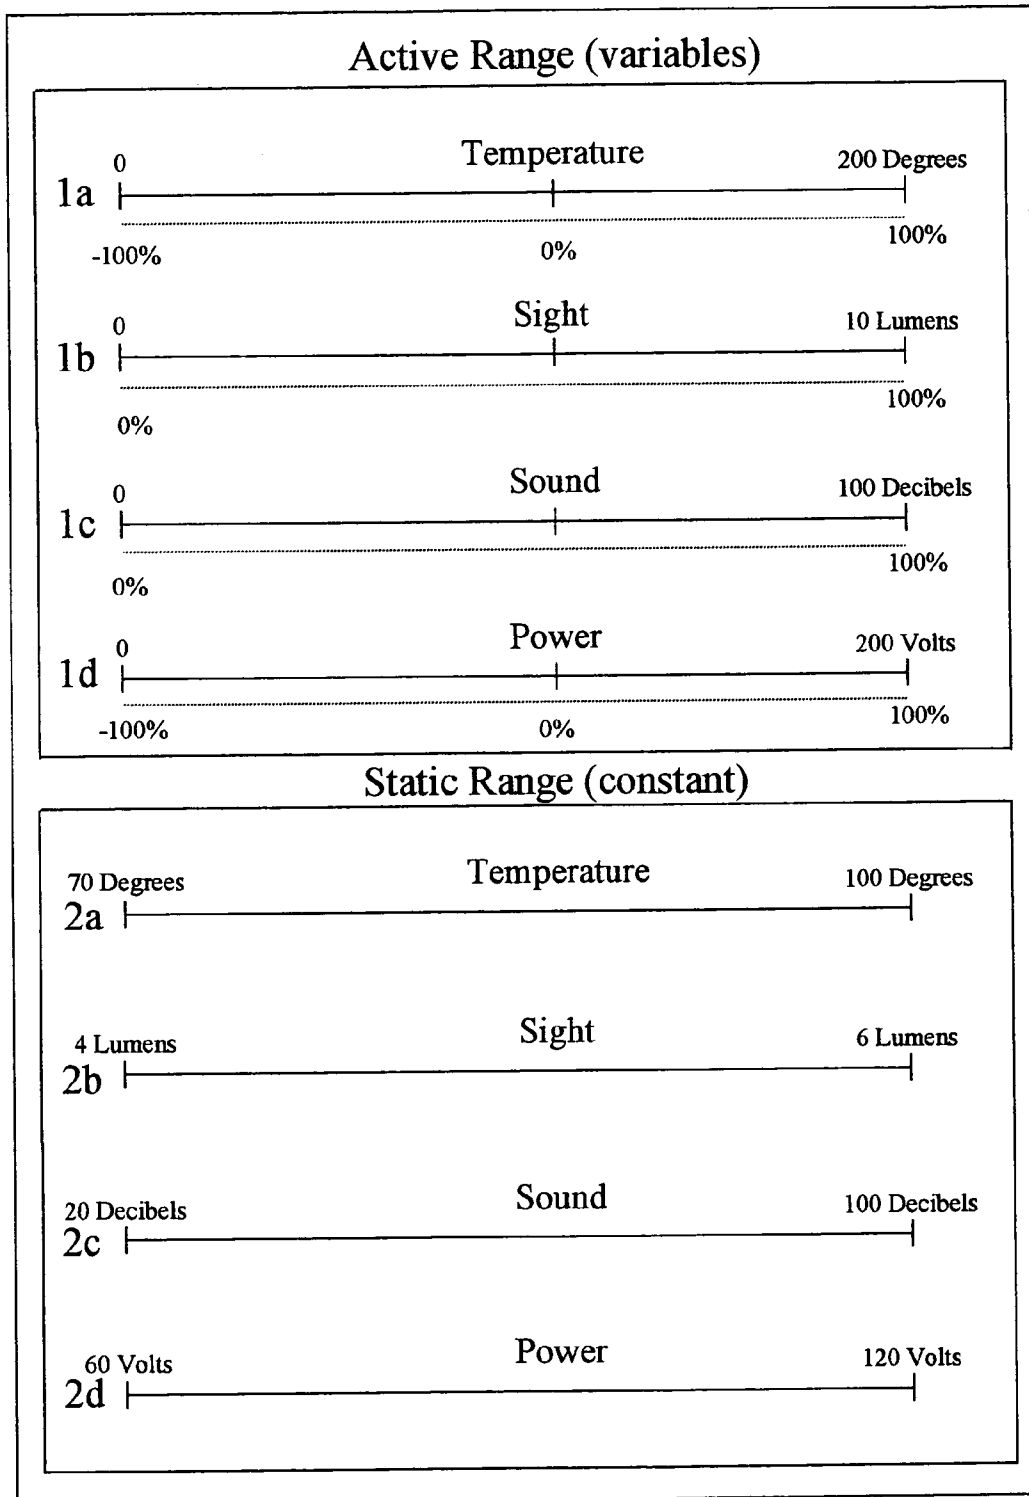 Active Range (variables)
0 Temperature 200 Degrees
1a
-100% 0% 100%
0 Sight 10 Lumens
1b
0% 100%
0 Sound 100 Decibels
1c
0% 100%
0 Power 200 Volts
1d
-100% 0% 100%
Static Range (constant)
70 Degrees Temperature 100 Degrees
2a
4 Lumens Sight 6 Lumens
2b
20 Decibels Sound 100 Decibels
2c
60 Volts Power 120 Volts
2d